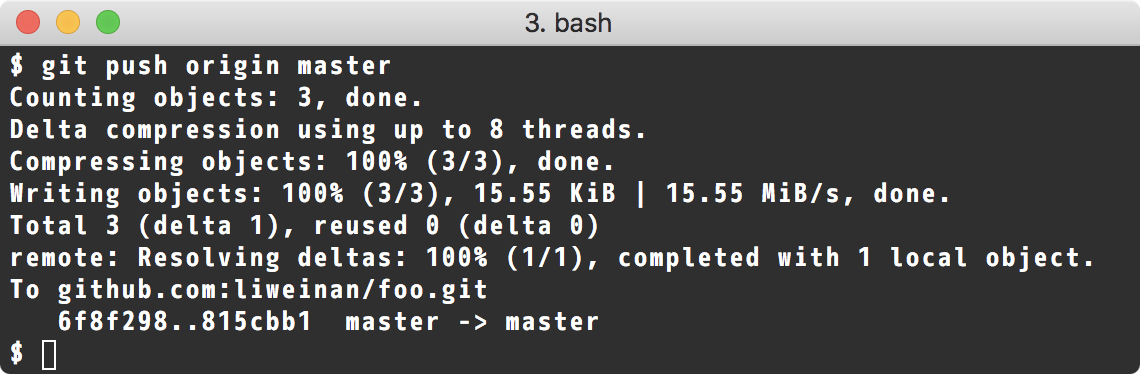 3. bash
$ git push origin master
Counting objects: 3, done.
Delta compression using up to 8 threads.
Compressing objects: 100% (3/3), done.
Writing objects: 100% (3/3), 15.55 KiB | 15.55 MiB/s, done.
Total 3 (delta 1), reused 0 (delta 0)
remote: Resolving deltas: 100% (1/1), completed with 1 local object.
To github.com:liweinan/foo.git
   6f8f298..815cbb1  master -> master
$